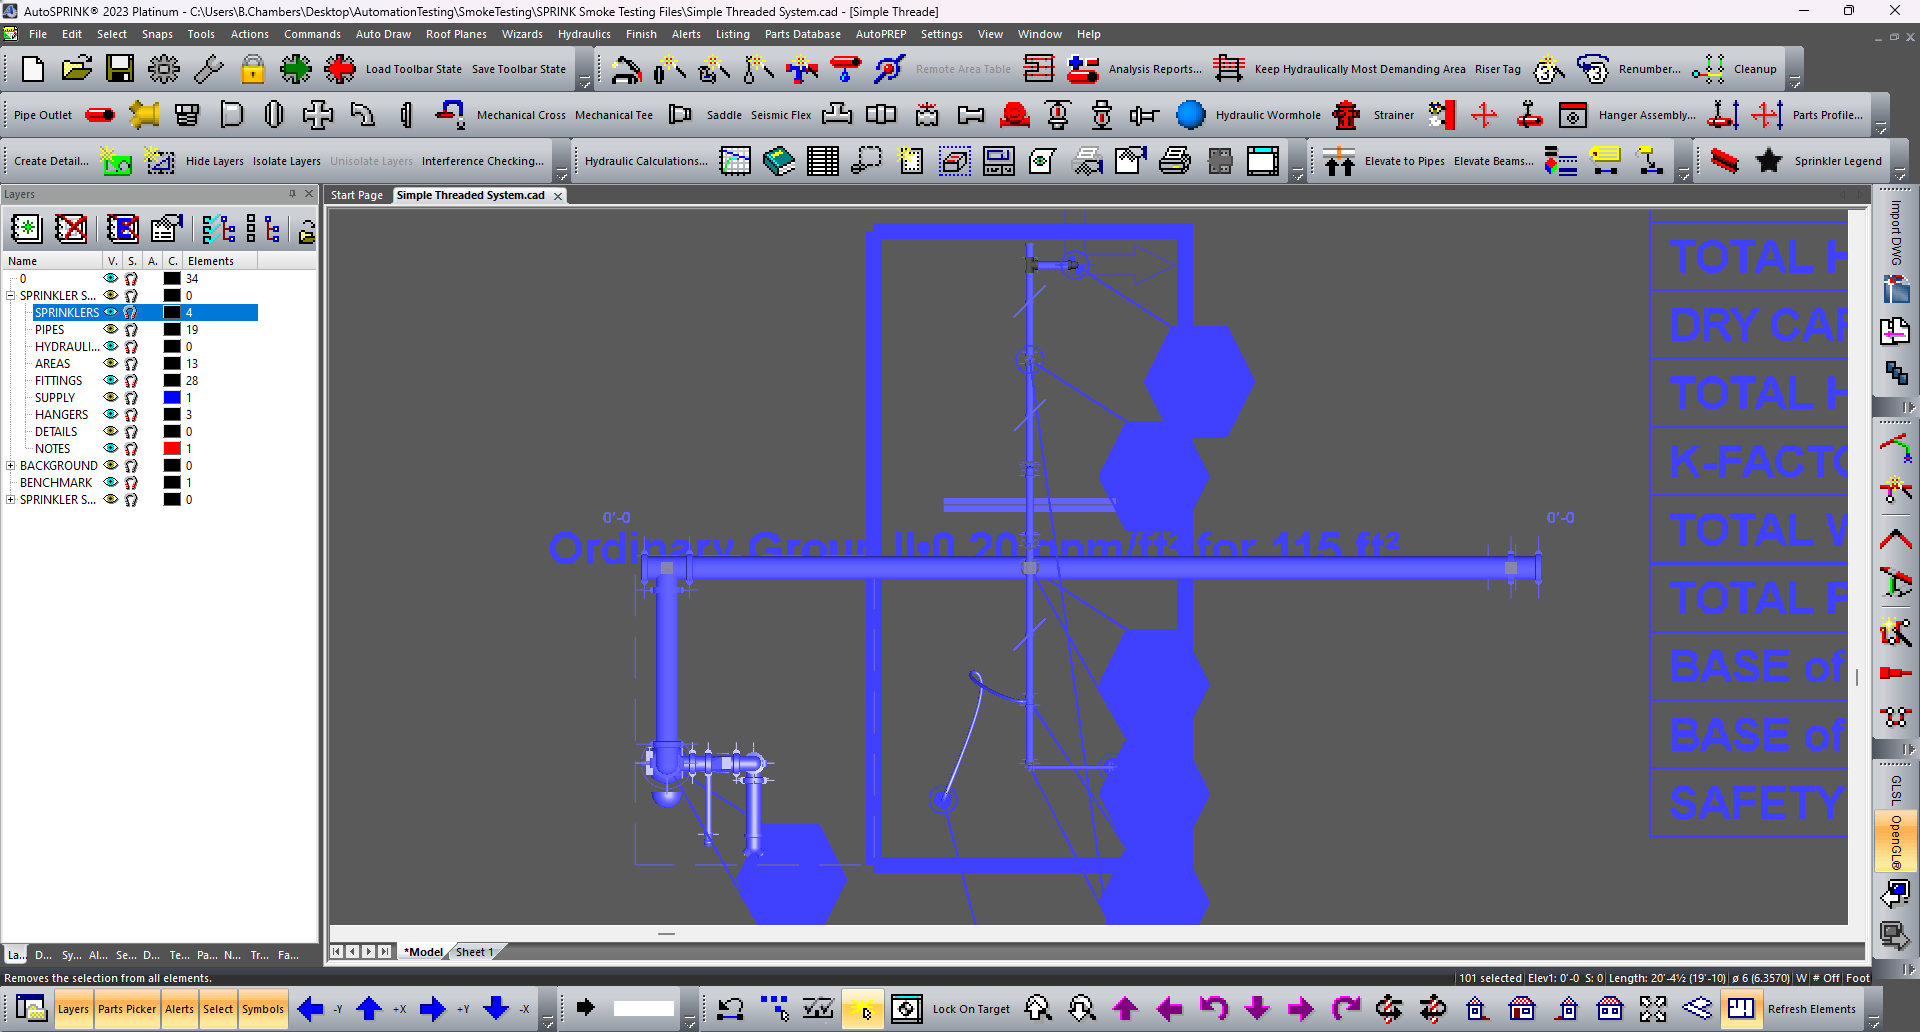 AutoSPRINK® 2023 Platinum - C:\Users\B.Chambers\Desktop\AutomationTesting\SmokeTesting\SPRINK Smoke Testing Files\Simple Threaded System.cad - [Simple Threade]
File Edit Select Snaps Tools Actions Commands Auto Draw Roof Planes Wizards Hydraulics Finish Alerts Listing Parts Database AutoPREP Settings View Window Help
Load Toolbar State Save Toolbar State Remote Area Table Analysis Reports... Keep Hydraulically Most Demanding Area Riser Tag Renumber... Cleanup
Pipe Outlet Mechanical Cross Mechanical Tee Saddle Seismic Flex Hydraulic Wormhole Strainer Hanger Assembly... Parts Profile...
Create Detail... Hide Layers Isolate Layers Unisolate Layers Interference Checking... Hydraulic Calculations... Elevate to Pipes Elevate Beams... Sprinkler Legend
Layers
Start Page Simple Threaded System.cad
Name V. S. A. C. Elements
0 34
SPRINKLER S... 0
SPRINKLERS 4
PIPES 19
HYDRAULI... 0
AREAS 13
FITTINGS 28
SUPPLY 1
HANGERS 3
DETAILS 0
NOTES 1
BACKGROUND 0
BENCHMARK 1
SPRINKLER S... 0
0'-0 0'-0
Ordinary Group II•0.20 gpm/ft² for 115 ft²
TOTAL H
DRY CAP
TOTAL H
K-FACTO
TOTAL W
TOTAL P
BASE of
BASE of
SAFETY
Import DWG
GLSL
OpenGL®
*Model Sheet 1
La... D... Sy... Al... Se... D... Te... Pa... N... Tr... Fa...
Removes the selection from all elements.
101 selected Elev1: 0'-0 S: 0 Length: 20'-4½ (19'-10) ø 6 (6.3570) W # Off Foot
Layers Parts Picker Alerts Select Symbols -Y +X +Y -X Lock On Target Refresh Elements